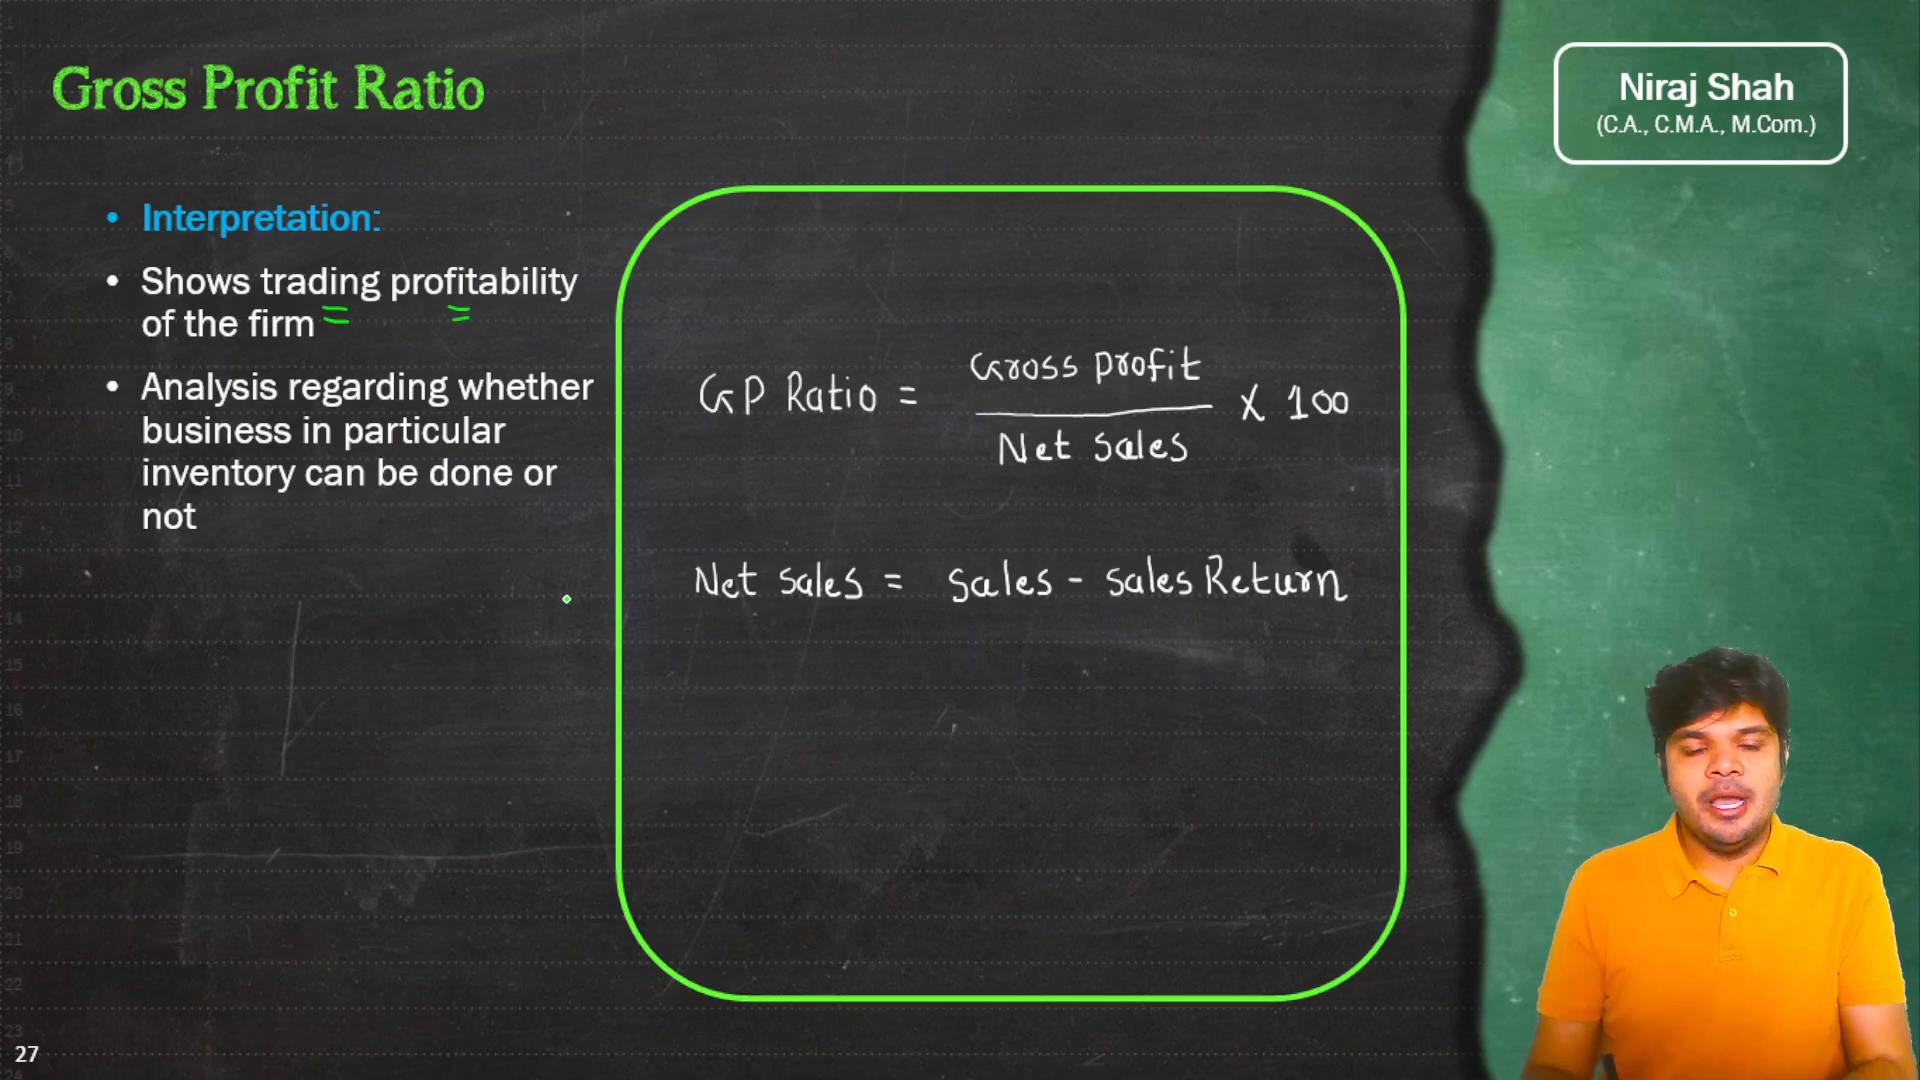 Gross Profit Ratio
Niraj Shah
(C.A., C.M.A., M.Com.)
• Interpretation:
• Shows trading profitability
of the firm
• Analysis regarding whether
business in particular
inventory can be done or
not
GP Ratio = Gross profit
Net sales
X 100
Net sales = sales - sales Return
27